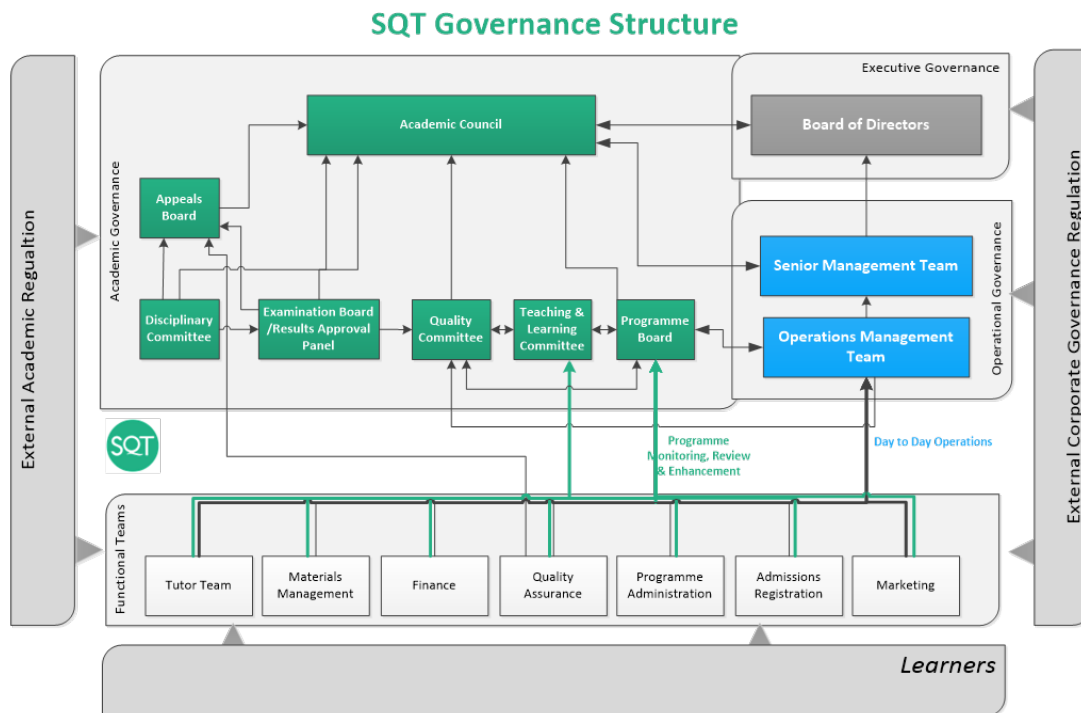 SQT Governance Structure
External Academic Regualtion
Academic Governance
Academic Council
Appeals
Board
Disciplinary
Committee
Examination Board
/Results Approval
Panel
Quality
Committee
Teaching &
Learning
Committee
Programme
Board
Executive Governance
Board of Directors
Operational Governance
Senior Management Team
Operations Management
Team
External Corporate Governance Regulation
SQT
Programme
Monitoring, Review
& Enhancement
Day to Day Operations
Functional Teams
Tutor Team
Materials
Management
Finance
Quality
Assurance
Programme
Administration
Admissions
Registration
Marketing
Learners